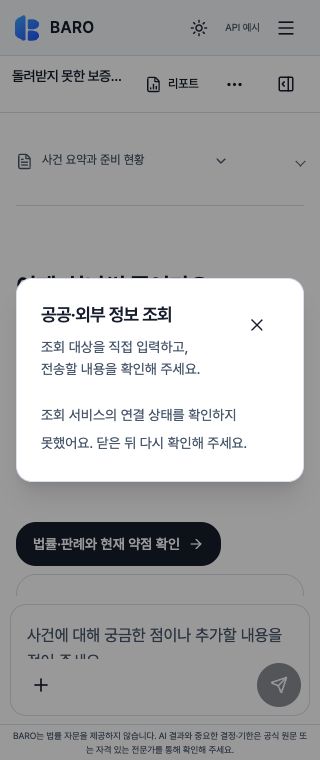 BARO
API 예시
돌려받지 못한 보증...
리포트
사건 요약과 준비 현황
공공·외부 정보 조회
조회 대상을 직접 입력하고,
전송할 내용을 확인해 주세요.
조회 서비스의 연결 상태를 확인하지
못했어요. 닫은 뒤 다시 확인해 주세요.
법률·판례와 현재 약점 확인
사건에 대해 궁금한 점이나 추가할 내용을
적어 주세요.
BARO는 법률 자문을 제공하지 않습니다. AI 결과와 중요한 결정·기한은 공식 원문 또
는 자격 있는 전문가를 통해 확인해 주세요.